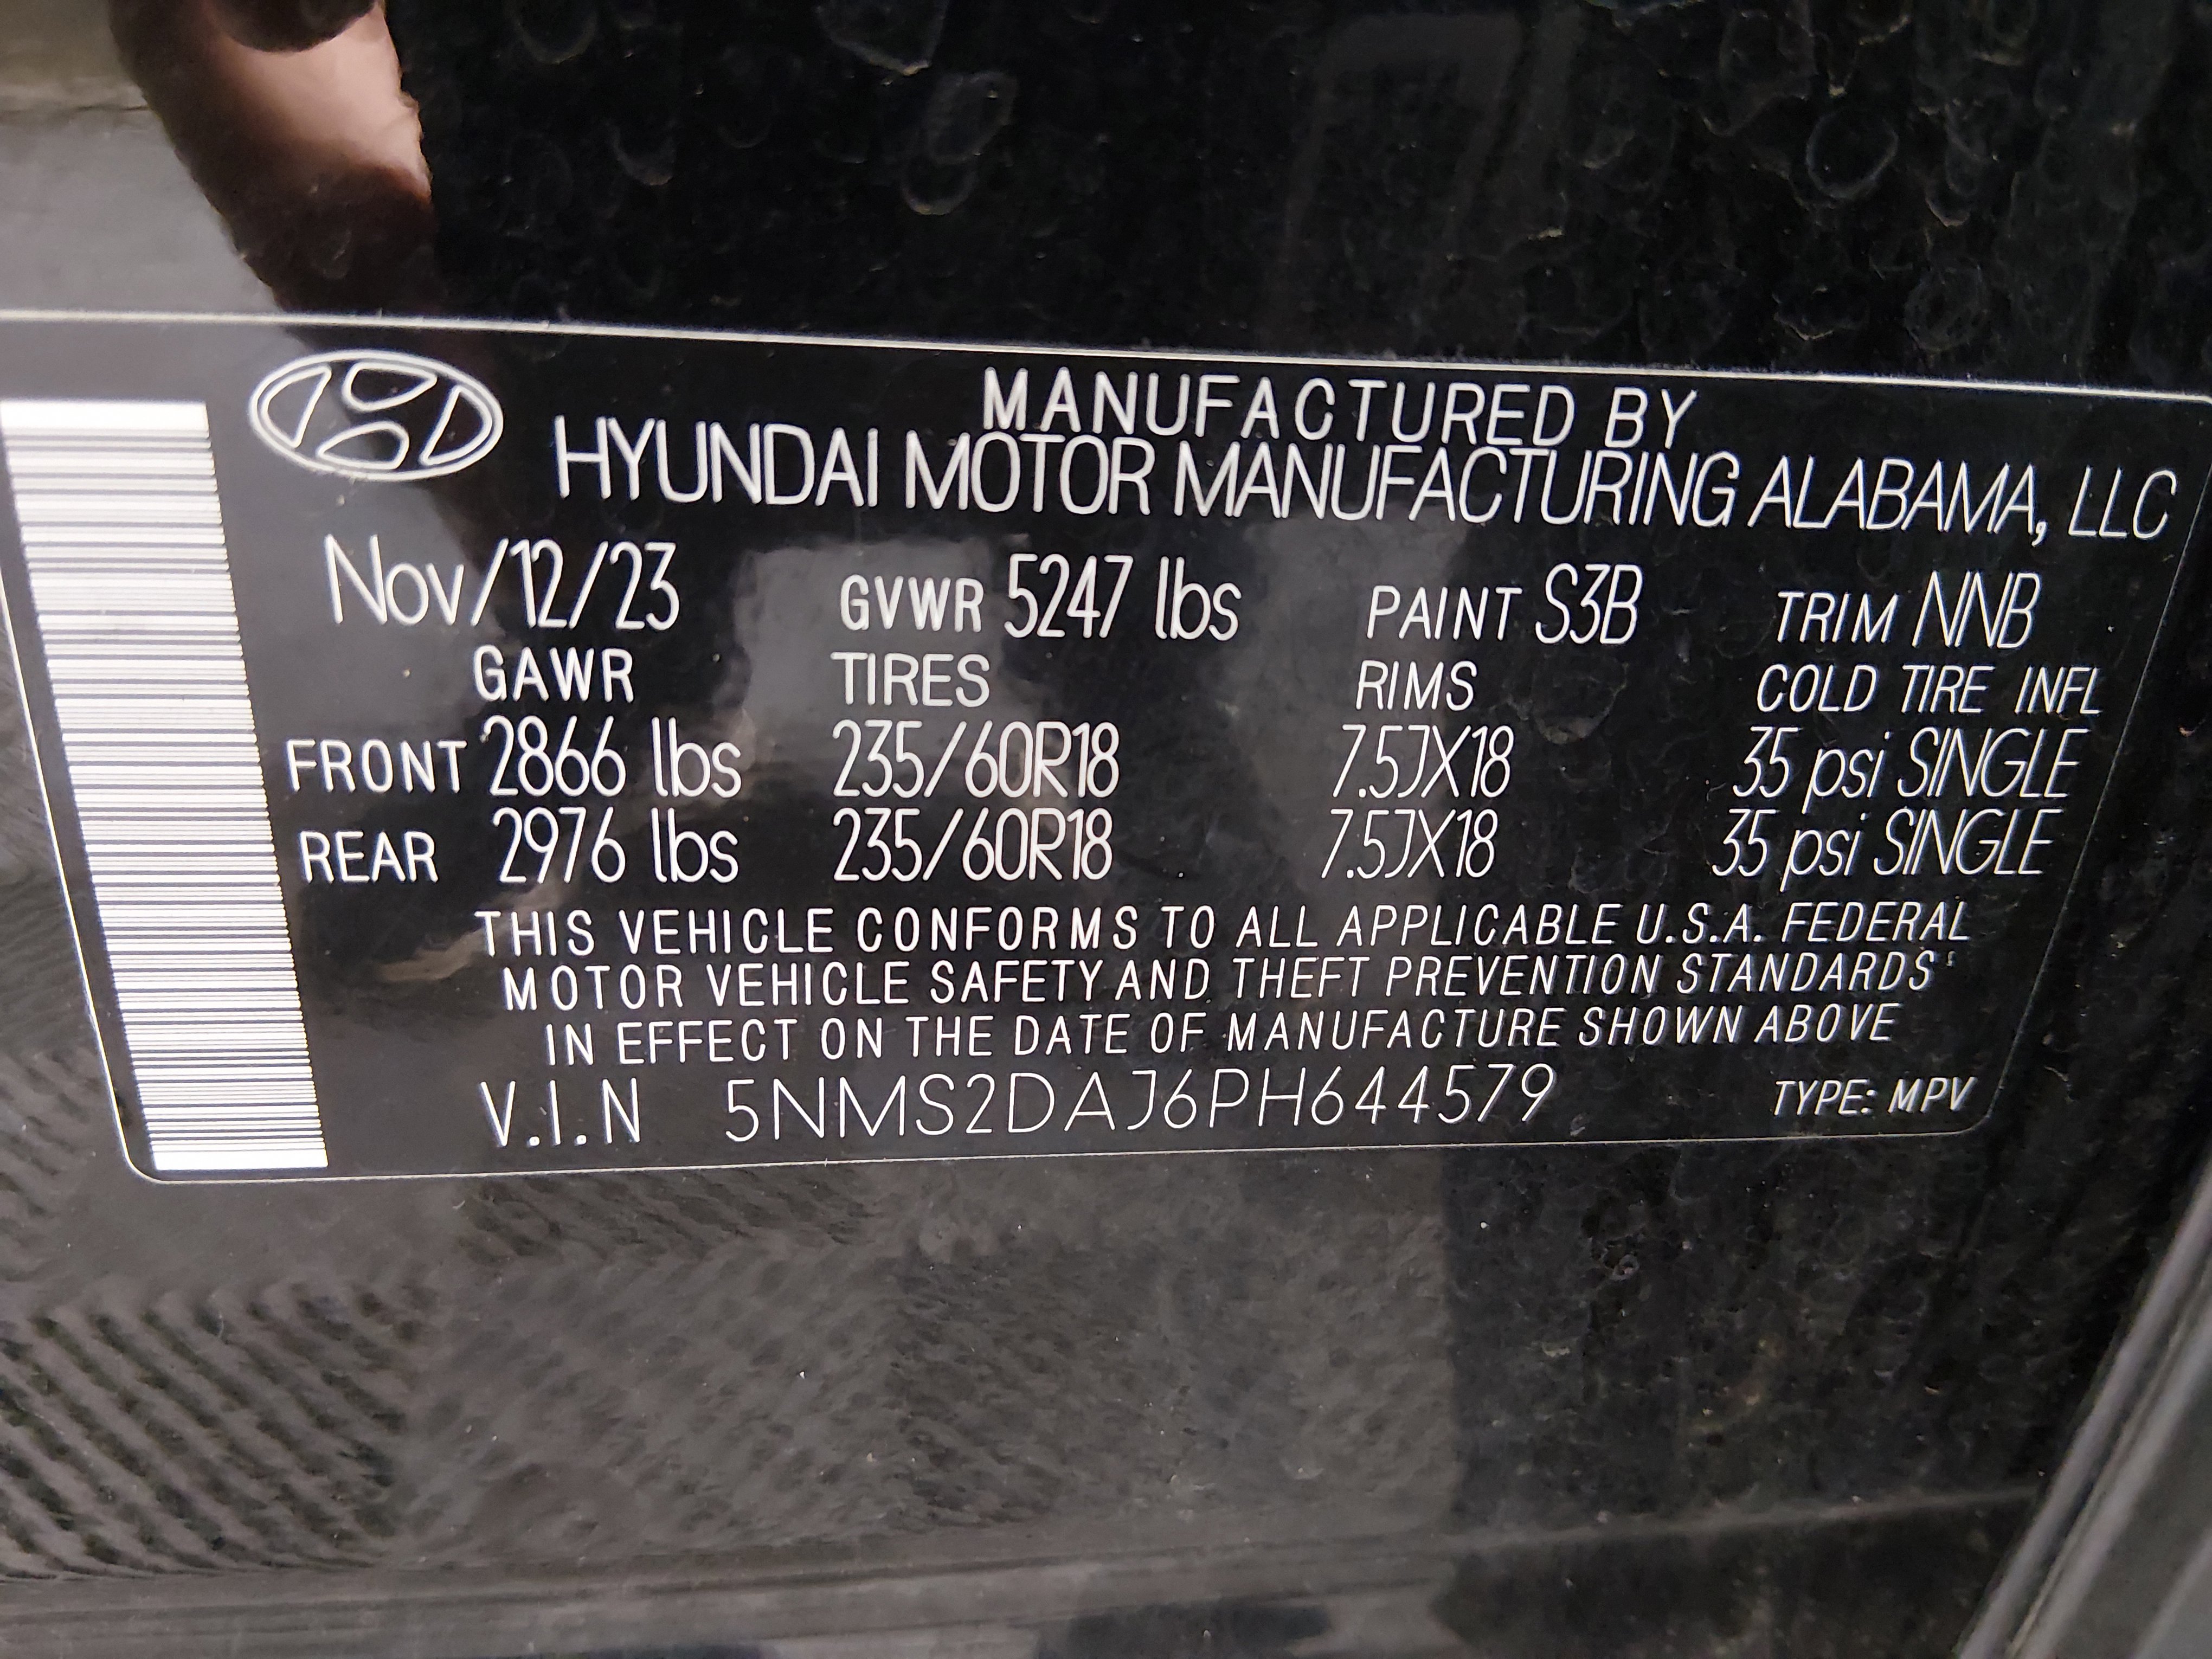 MANUFACTURED BY
HYUNDAI MOTOR MANUFACTURING ALABAMA, LLC
Nov/12/23 GVWR 5247 lbs PAINT S3B TRIM NNB
GAWR TIRES RIMS COLD TIRE INFL
FRONT 2866 lbs 235/60R18 7.5JX18 35 psi SINGLE
REAR 2976 lbs 235/60R18 7.5JX18 35 psi SINGLE
THIS VEHICLE CONFORMS TO ALL APPLICABLE U.S.A. FEDERAL
MOTOR VEHICLE SAFETY AND THEFT PREVENTION STANDARDS
IN EFFECT ON THE DATE OF MANUFACTURE SHOWN ABOVE
V.I.N 5NMS2DAJ6PH644579 TYPE: MPV